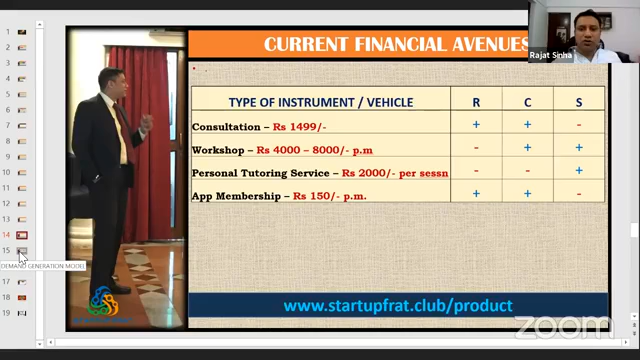 CURRENT FINANCIAL AVENUES
Rajat Sinha
TYPE OF INSTRUMENT / VEHICLE R C S
Consultation – Rs 1499/- + + -
Workshop – Rs 4000 – 8000/- p.m - + +
Personal Tutoring Service – Rs 2000/- per sessn - - +
App Membership – Rs 150/- p.m. + + -
www.startupfrat.club/product
zoom
1
2
3
4
5
6
7
8
9
10
11
12
13
14
15
DEMAND GENERATION MODEL
17
18
19